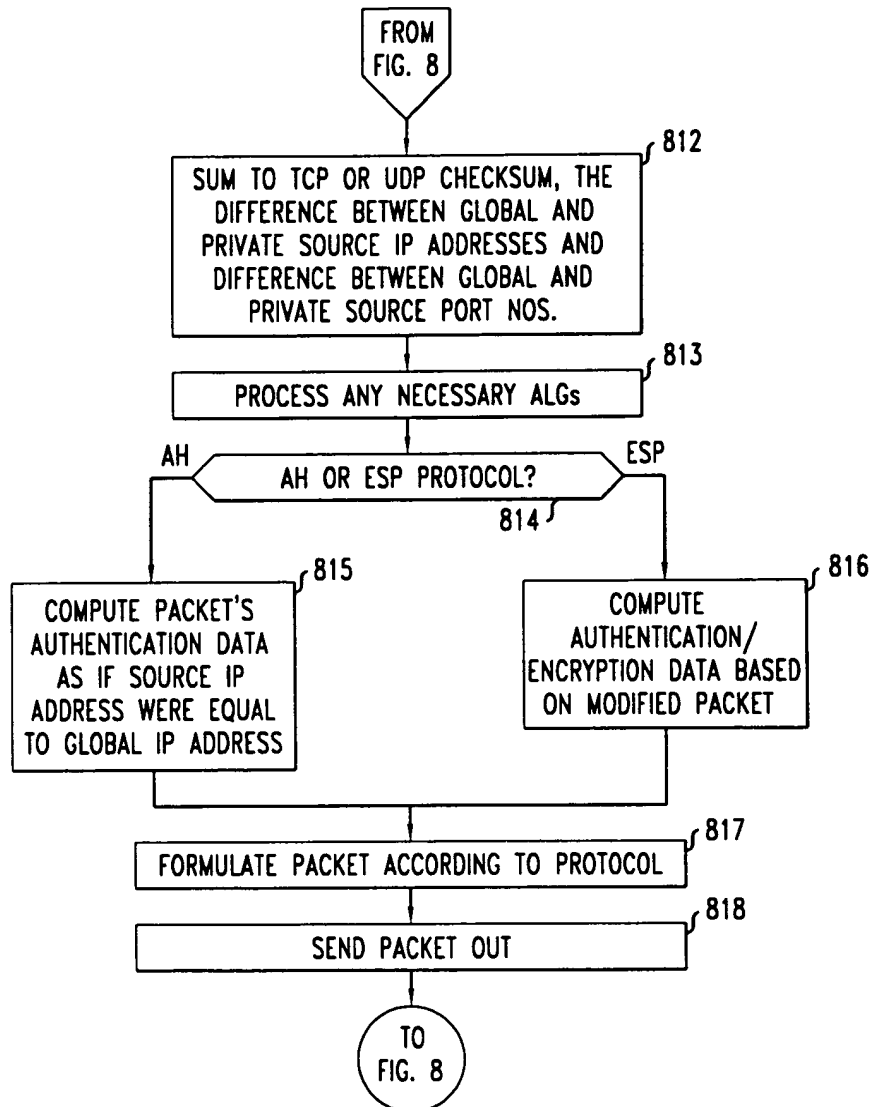 FROM
FIG. 8
812
SUM TO TCP OR UDP CHECKSUM, THE
DIFFERENCE BETWEEN GLOBAL AND
PRIVATE SOURCE IP ADDRESSES AND
DIFFERENCE BETWEEN GLOBAL AND
PRIVATE SOURCE PORT NOS.
813
PROCESS ANY NECESSARY ALGs
AH
AH OR ESP PROTOCOL?
ESP
814
815
COMPUTE PACKET'S
AUTHENTICATION DATA
AS IF SOURCE IP
ADDRESS WERE EQUAL
TO GLOBAL IP ADDRESS
816
COMPUTE
AUTHENTICATION/
ENCRYPTION DATA BASED
ON MODIFIED PACKET
817
FORMULATE PACKET ACCORDING TO PROTOCOL
818
SEND PACKET OUT
TO
FIG. 8